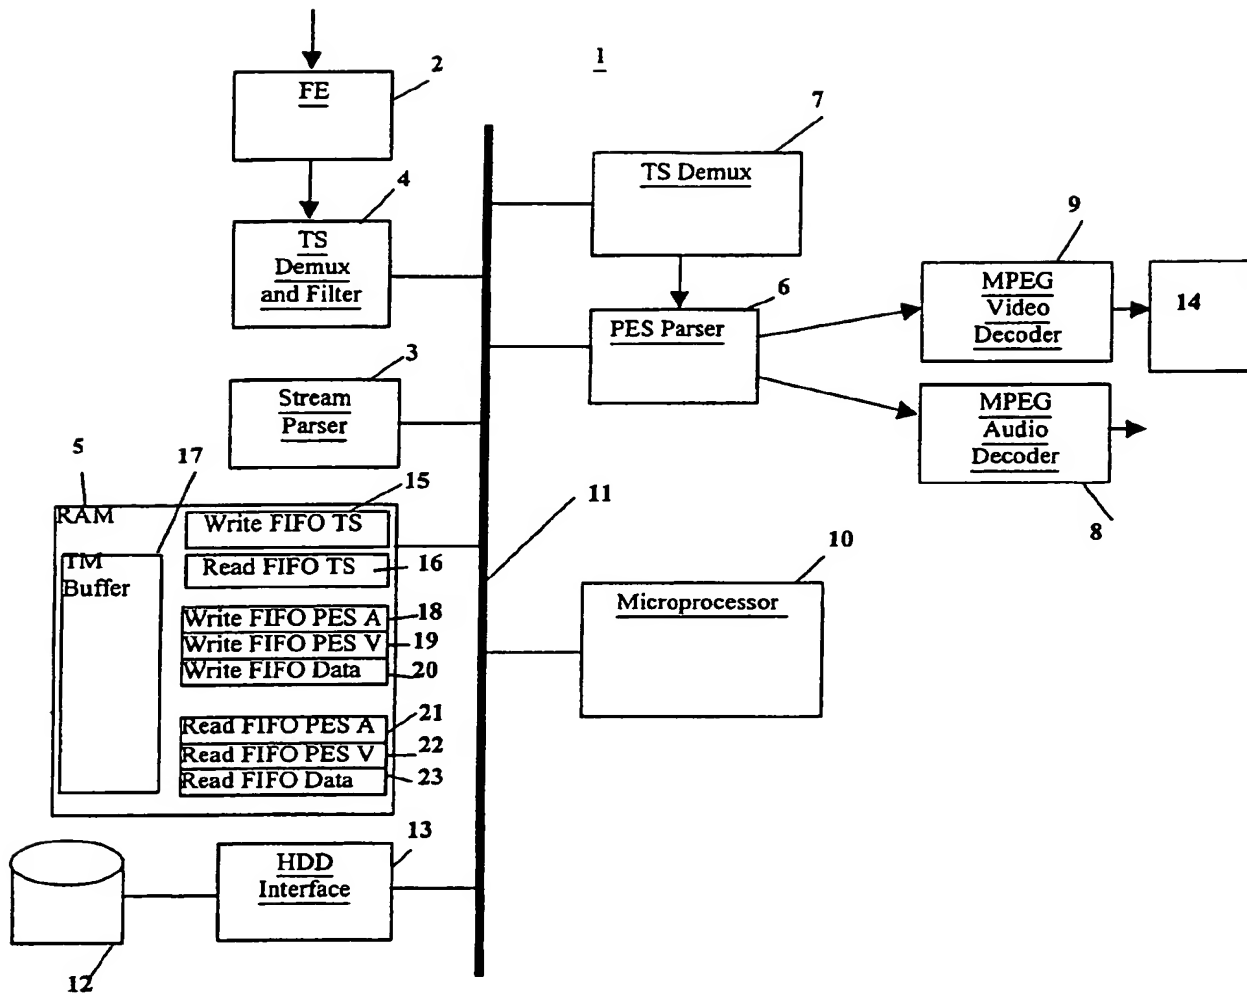 1
2
FE
7
TS Demux
4
TS
Demux
and Filter
9
MPEG
Video
Decoder
14
6
PES Parser
3
Stream
Parser
MPEG
Audio
Decoder
8
5
17
15
11
RAM
Write FIFO TS
TM
Buffer
Read FIFO TS
16
10
Microprocessor
Write FIFO PES A
18
Write FIFO PES V
19
Write FIFO Data
20
Read FIFO PES A
21
Read FIFO PES V
22
Read FIFO Data
23
13
HDD
Interface
12